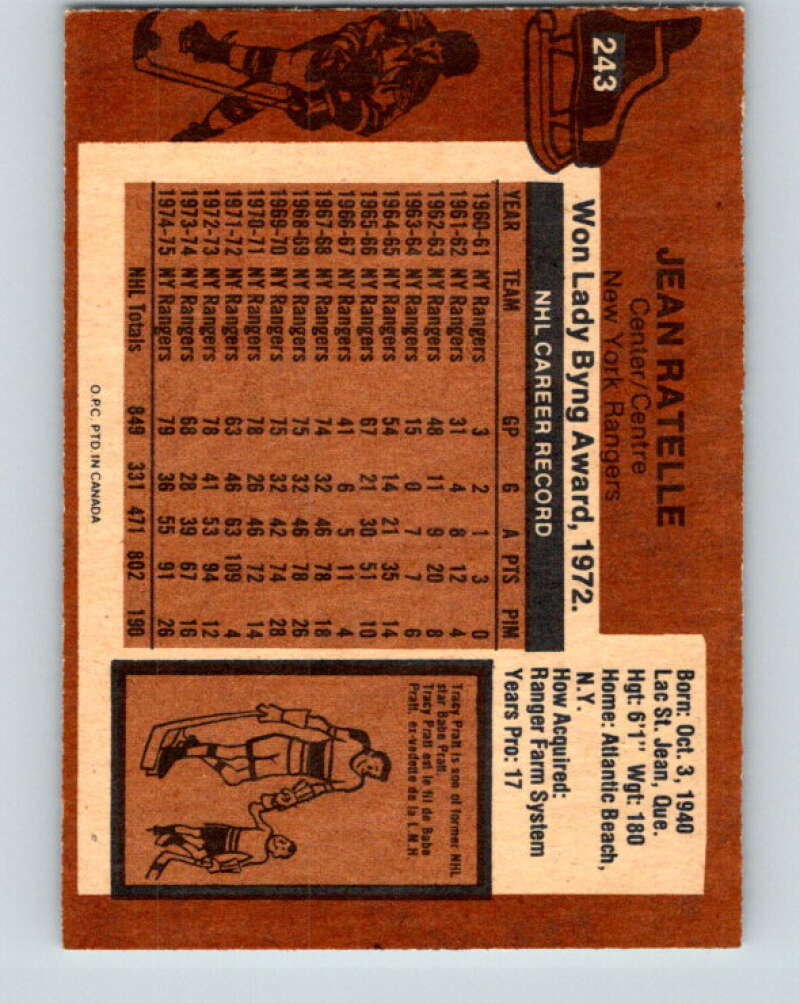 243
JEAN RATELLE
Center/Centre
New York Rangers
Won Lady Byng Award, 1972.
NHL CAREER RECORD
YEAR TEAM GP G A PTS PIM
1960-61 NY Rangers 3 2 1 3 0
1961-62 NY Rangers 31 4 8 12 4
1962-63 NY Rangers 48 11 9 20 8
1963-64 NY Rangers 15 0 7 7 6
1964-65 NY Rangers 54 14 21 35 14
1965-66 NY Rangers 67 21 30 51 10
1966-67 NY Rangers 41 6 5 11 4
1967-68 NY Rangers 74 32 46 78 18
1968-69 NY Rangers 75 32 46 78 26
1969-70 NY Rangers 75 32 42 74 28
1970-71 NY Rangers 78 26 46 72 14
1971-72 NY Rangers 63 46 63 109 4
1972-73 NY Rangers 78 41 53 94 12
1973-74 NY Rangers 68 28 39 67 16
1974-75 NY Rangers 79 36 55 91 26
NHL Totals 849 331 471 802 190
O.P.C. PTD. IN CANADA
Born: Oct. 3, 1940
Lac St. Jean, Que.
Hgt: 6'1" Wgt: 180
Home: Atlantic Beach,
N.Y.
How Acquired:
Ranger Farm System
Years Pro: 17
Tracy Pratt is son of former NHL
star Babe Pratt.
Tracy Pratt est le fil de Babe
Pratt, ex-vedette de la L.N.H